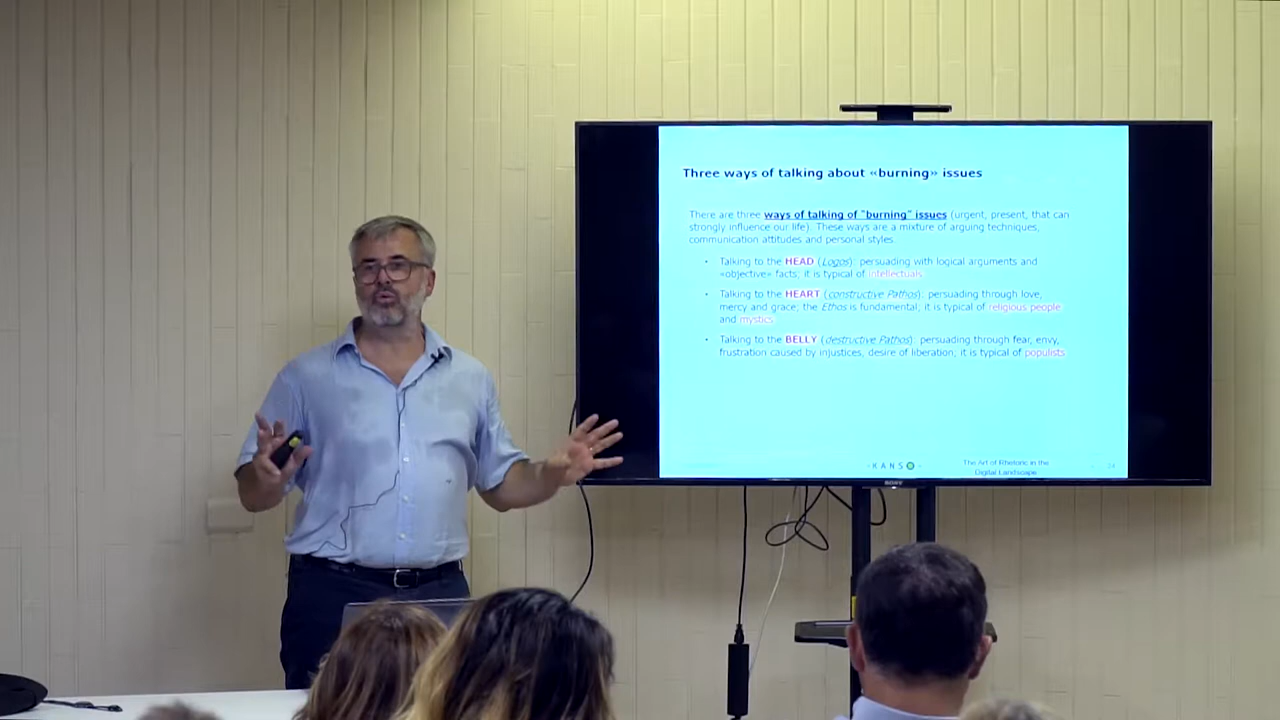 Three ways of talking about «burning» issues
There are three ways of talking of "burning" issues (urgent, present, that can
strongly influence our life). These ways are a mixture of arguing techniques,
communication attitudes and personal styles.
• Talking to the HEAD (Logos): persuading with logical arguments and
«objective» facts; it is typical of intellectuals
• Talking to the HEART (constructive Pathos): persuading through love,
mercy and grace; the Ethos is fundamental; it is typical of religious people
and mystics
• Talking to the BELLY (destructive Pathos): persuading through fear, envy,
frustration caused by injustices, desire of liberation; it is typical of populists
KANSO
The Art of Rhetoric in the
Digital Landscape
SONY